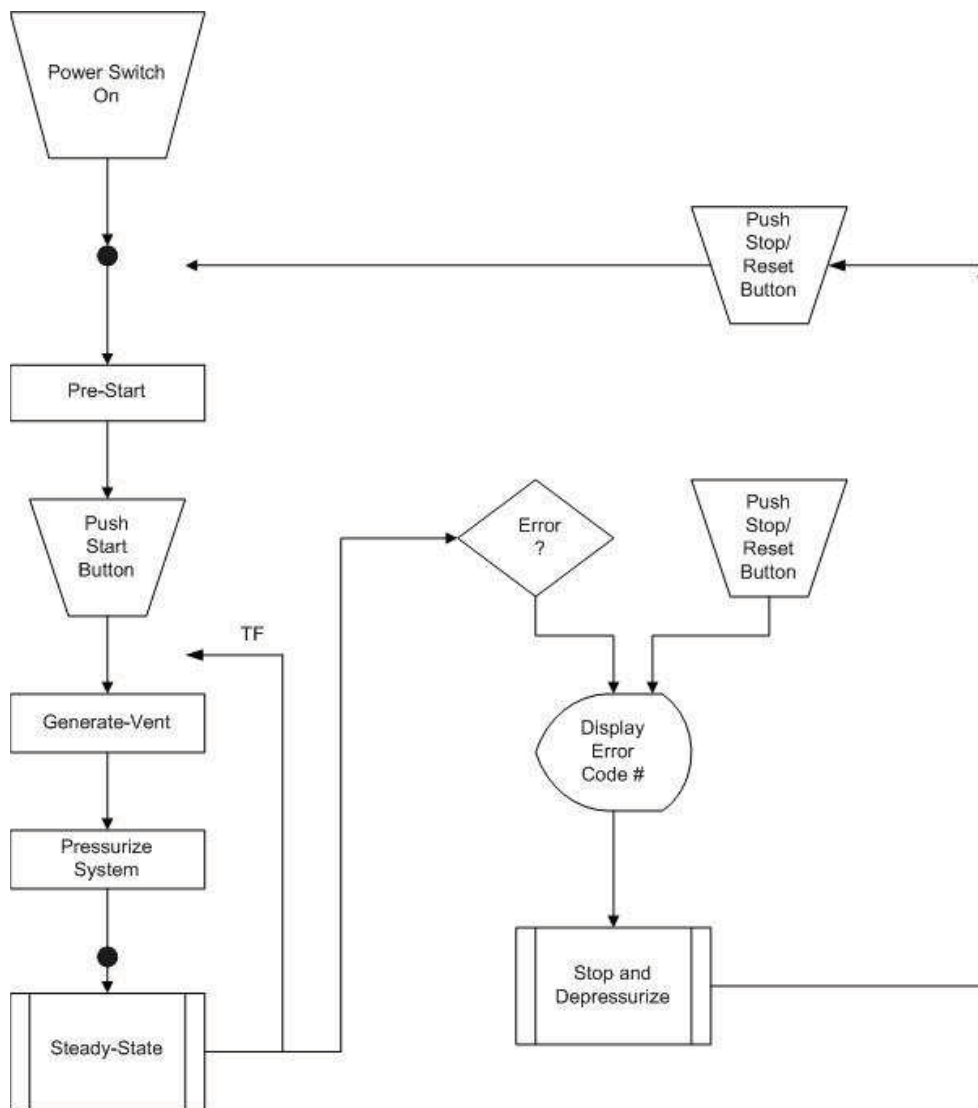 Power Switch
On
Push
Stop/
Reset
Button
Pre-Start
Push
Start
Button
Error
?
Push
Stop/
Reset
Button
TF
Generate-Vent
Display
Error
Code #
Pressurize
System
Stop and
Depressurize
Steady-State